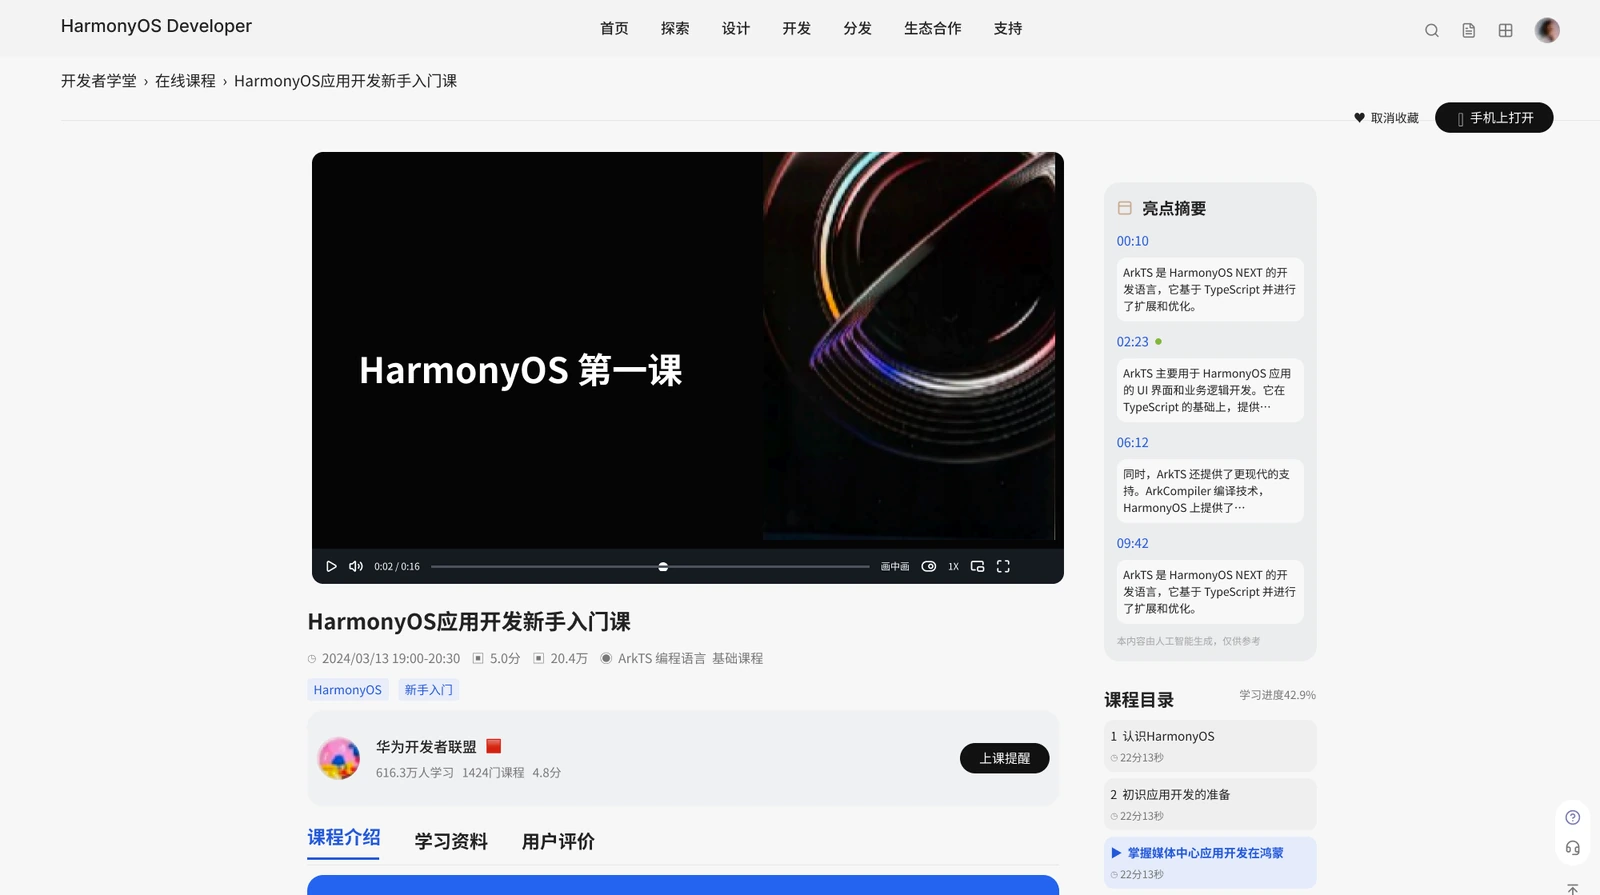 HarmonyOS Developer
首页 探索 设计 开发 分发 生态合作 支持
开发者学堂 › 在线课程 › HarmonyOS应用开发新手入门课
取消收藏
手机上打开
HarmonyOS 第一课
0:02 / 0:16
画中画
1X
亮点摘要
00:10
ArkTS 是 HarmonyOS NEXT 的开
发语言，它基于 TypeScript 并进行
了扩展和优化。
02:23
ArkTS 主要用于 HarmonyOS 应用
的 UI 界面和业务逻辑开发。它在
TypeScript 的基础上，提供…
06:12
同时，ArkTS 还提供了更现代的支
持。ArkCompiler 编译技术，
HarmonyOS 上提供了…
09:42
ArkTS 是 HarmonyOS NEXT 的开
发语言，它基于 TypeScript 并进行
了扩展和优化。
本内容由人工智能生成，仅供参考
HarmonyOS应用开发新手入门课
2024/03/13 19:00-20:30 5.0分 20.4万 ArkTS 编程语言 基础课程
HarmonyOS 新手入门
华为开发者联盟
616.3万人学习 1424门课程 4.8分
上课提醒
课程介绍 学习资料 用户评价
课程目录
学习进度42.9%
1 认识HarmonyOS
22分13秒
2 初识应用开发的准备
22分13秒
掌握媒体中心应用开发在鸿蒙
22分13秒